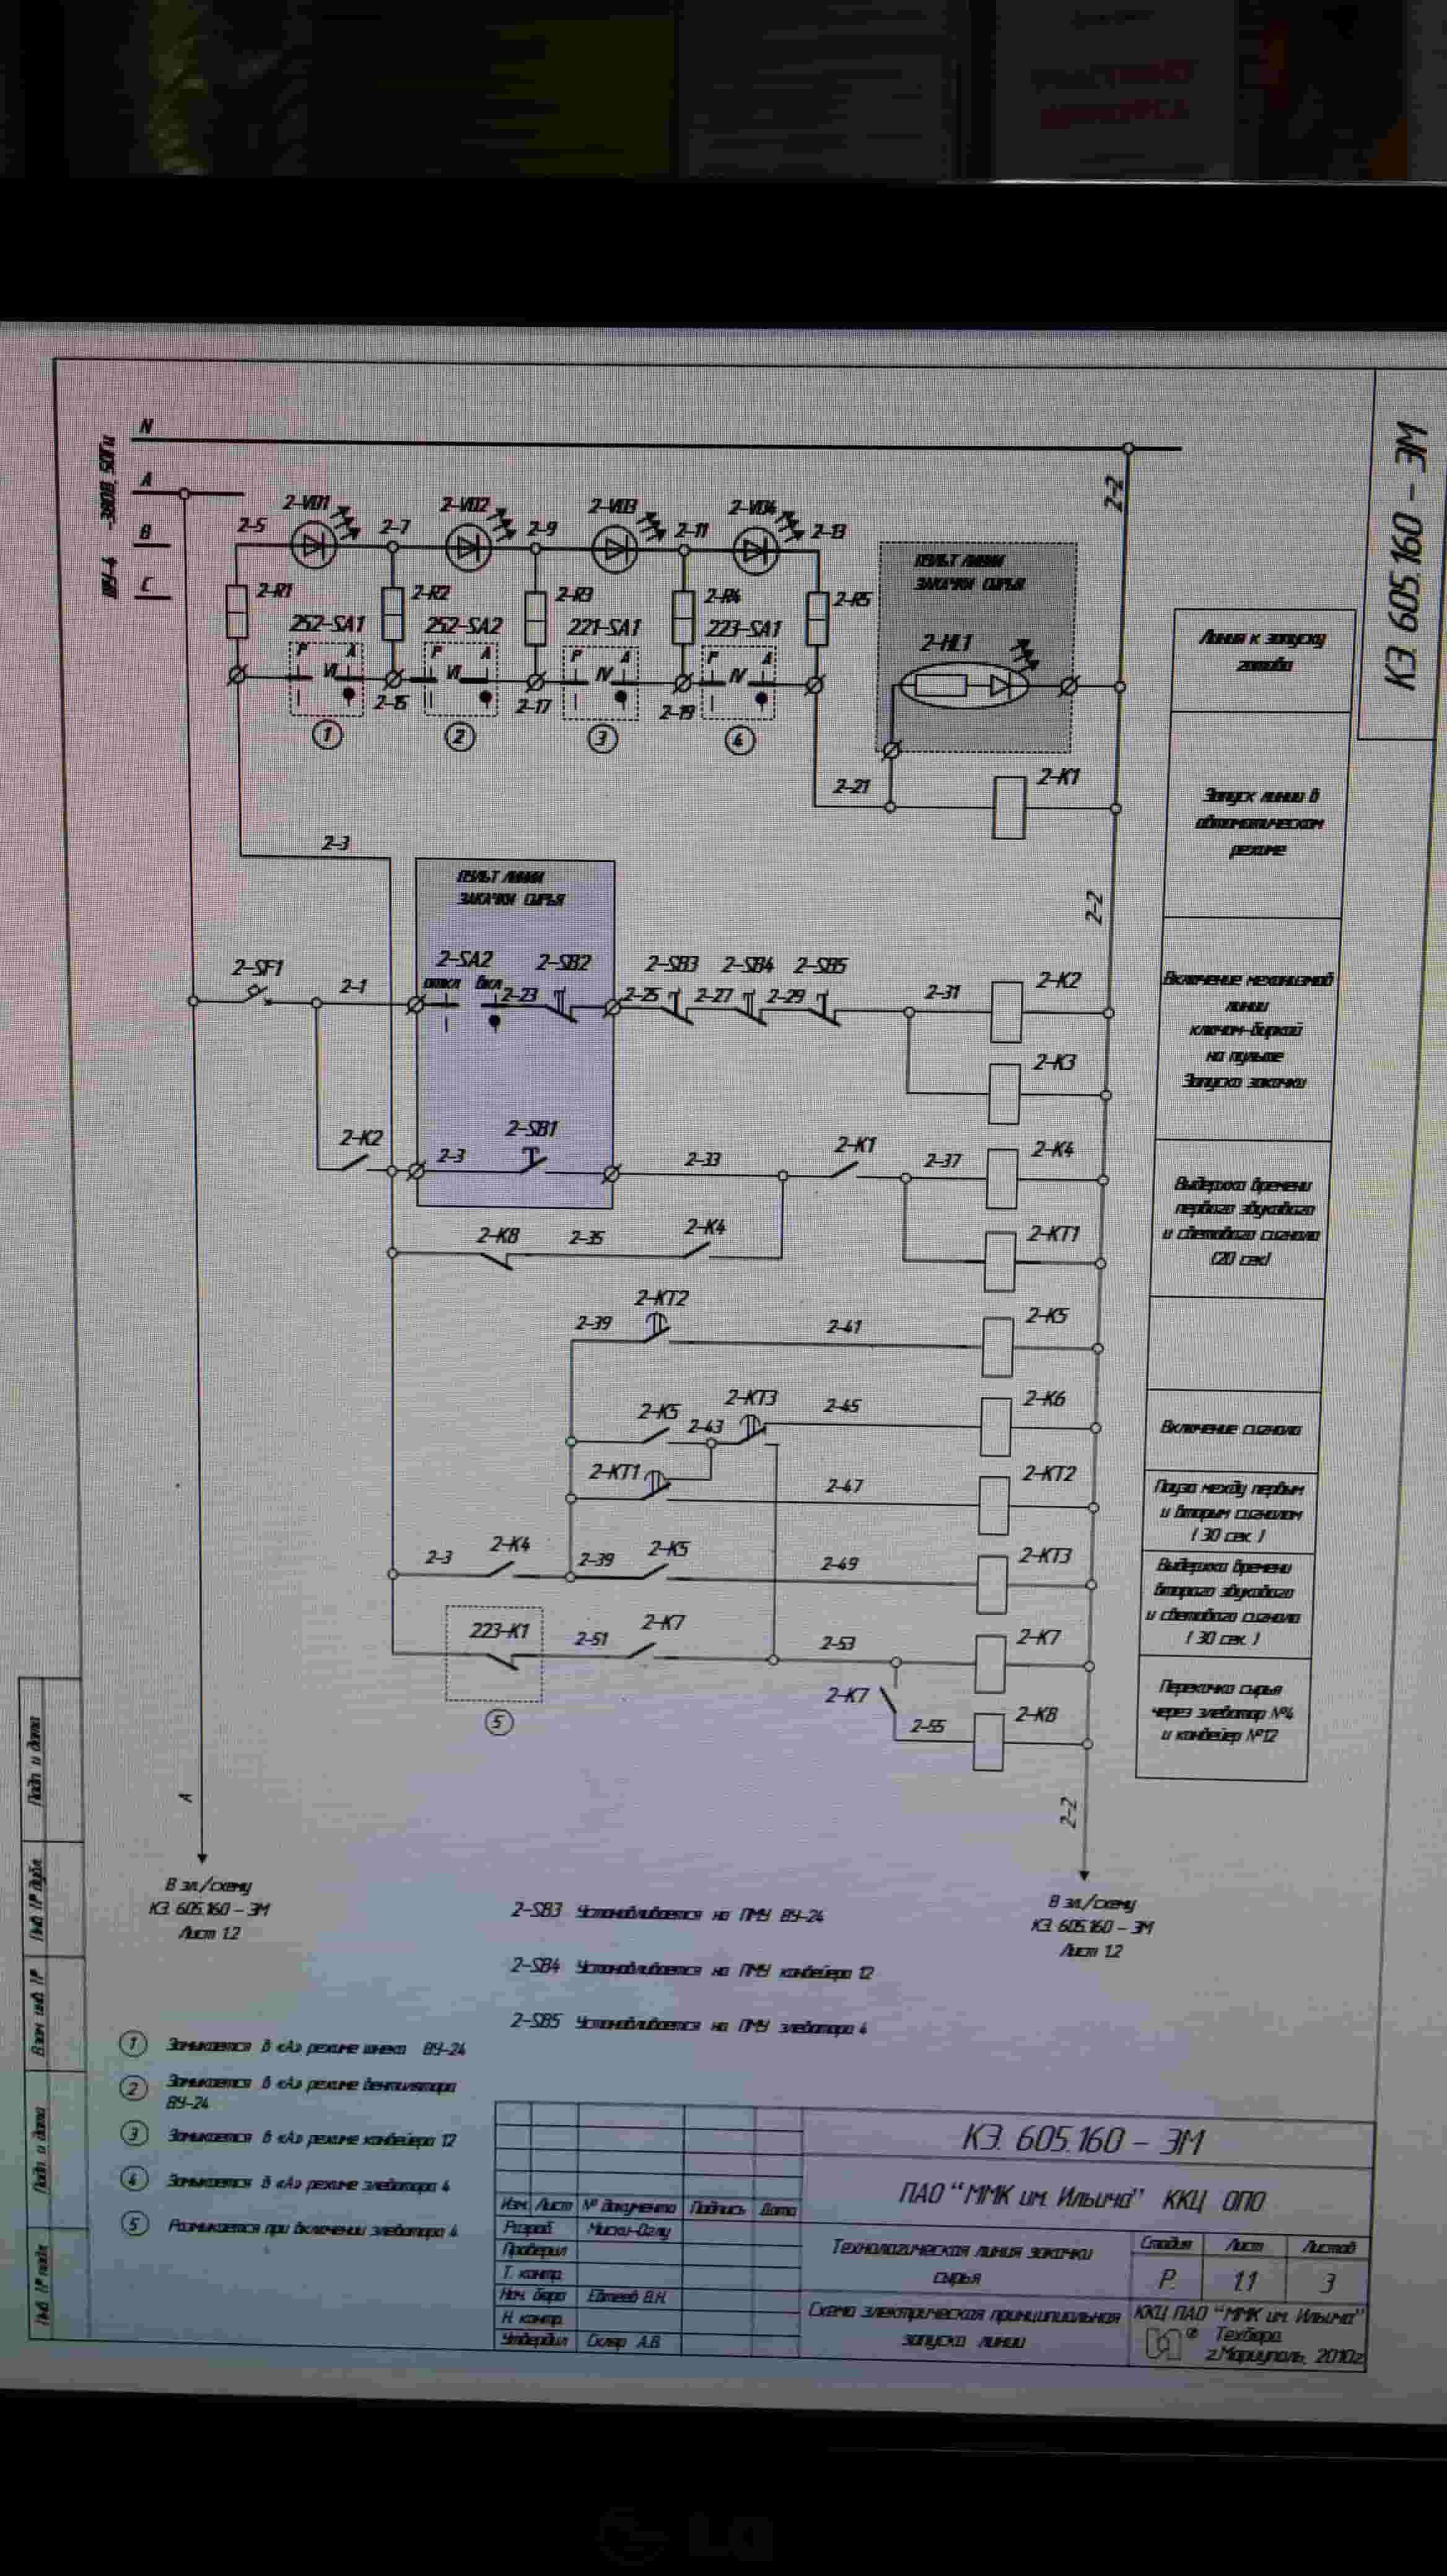 КЭ. 605.160 – ЭМ
N
A
B
C
~380В, 50Гц
2-5
2-VD1
2-7
2-VD2
2-9
2-VD3
2-11
2-VD4
2-13
2-2
2-R1
2-R2
2-R3
2-R4
2-R5
252-SA1
252-SA2
221-SA1
223-SA1
Р VI А
Р VI А
Р IV А
Р IV А
2-15
2-17
2-19
1
2
3
4
ПУЛЬТ ЛИНИИ
ЗАКАЧКИ СЫРЬЯ
2-HL1
Линия к запуску
готова
2-21
2-K1
Запуск линии в
автоматическом
режиме
2-3
2-2
ПУЛЬТ ЛИНИИ
ЗАКАЧКИ СЫРЬЯ
2-SF1
2-1
2-SA2
откл Вкл
2-23
2-SB2
2-25
2-SB3
2-27
2-SB4
2-29
2-SB5
2-31
2-K2
2-K3
Включение механизмов
линии
ключом-биркой
на пульте
Запуска закачки
2-K2
2-3
2-SB1
2-33
2-K1
2-37
2-K4
2-K8
2-35
2-K4
2-KT1
Выдержка времени
первого звукового
и светового сигнала
(20 сек)
2-39
2-KT2
2-41
2-K5
2-K5
2-43
2-KT3
2-45
2-K6
Включение сигнала
2-KT1
2-47
2-KT2
Пауза между первым
и вторым сигналом
( 30 сек. )
2-3
2-K4
2-39
2-K5
2-49
2-KT3
Выдержка времени
второго звукового
и светового сигнала
( 30 сек. )
223-K1
2-51
2-K7
2-53
2-K7
5
2-K7
2-55
2-K8
Перекачка сырья
через элеватор №4
и конвейер №12
A
2-2
В эл./схему
КЭ. 605.160 – ЭМ
Лист 1.2
В эл./схему
КЭ. 605.160 – ЭМ
Лист 1.2
2-SB3 Устанавливается на ПМУ ВУ-24
2-SB4 Устанавливается на ПМУ конвейера 12
2-SB5 Устанавливается на ПМУ элеватора 4
1 Замыкается в «А» режиме шнека ВУ-24
2 Замыкается в «А» режиме вентилятора
ВУ-24
3 Замыкается в «А» режиме конвейера 12
4 Замыкается в «А» режиме элеватора 4
5 Размыкается при включении элеватора 4
Подп. и дата
Инв. № дубл.
Взам. инв. №
Подп. и дата
Инв. № подл.
КЭ. 605.160 – ЭМ
ПАО “ММК им. Ильича” ККЦ ОПО
Изм. Лист № документа Подпись Дата
Разраб.
Проверил
Т. контр.
Нач. бюро Евтеев В.Н.
Н. контр.
Утвердил Скляр А.В.
Технологическая линия закачки
сырья
Стадия Лист Листов
Р. 1.1 3
Схема электрическая принципиальная
запуска линии
ККЦ ПАО “ММК им. Ильича”
Техбюро
г.Мариуполь, 2010г.
LG